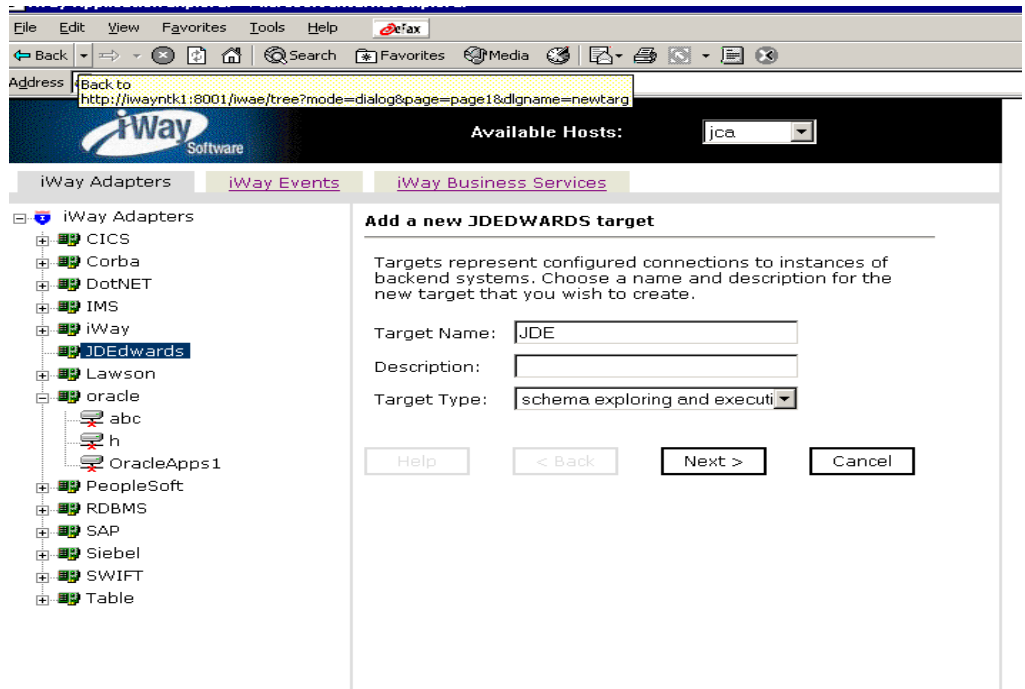 File Edit View Favorites Tools Help eFax
Back Search Favorites Media
Address
Back to
http://iwayntk1:8001/iwae/tree?mode=dialog&page=page1&dlgname=newtarg
iWay Software
Available Hosts: jca
iWay Adapters iWay Events iWay Business Services
iWay Adapters
CICS
Corba
DotNET
IMS
iWay
JDEdwards
Lawson
oracle
abc
h
OracleApps1
PeopleSoft
RDBMS
SAP
Siebel
SWIFT
Table
Add a new JDEDWARDS target
Targets represent configured connections to instances of
backend systems. Choose a name and description for the
new target that you wish to create.
Target Name: JDE
Description:
Target Type: schema exploring and executi
Help < Back Next > Cancel